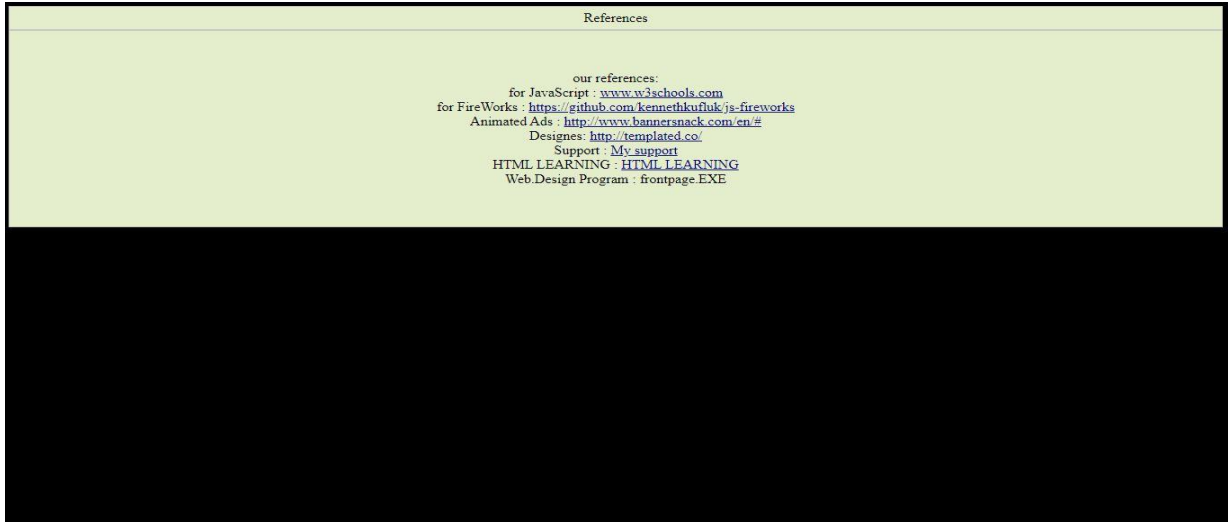 References
our references:
for JavaScript : www.w3schools.com
for FireWorks : https://github.com/kennethkufluk/js-fireworks
Animated Ads : http://www.bannersnack.com/en/#
Designes: http://templated.co/
Support : My support
HTML LEARNING : HTML LEARNING
Web.Design Program : frontpage.EXE